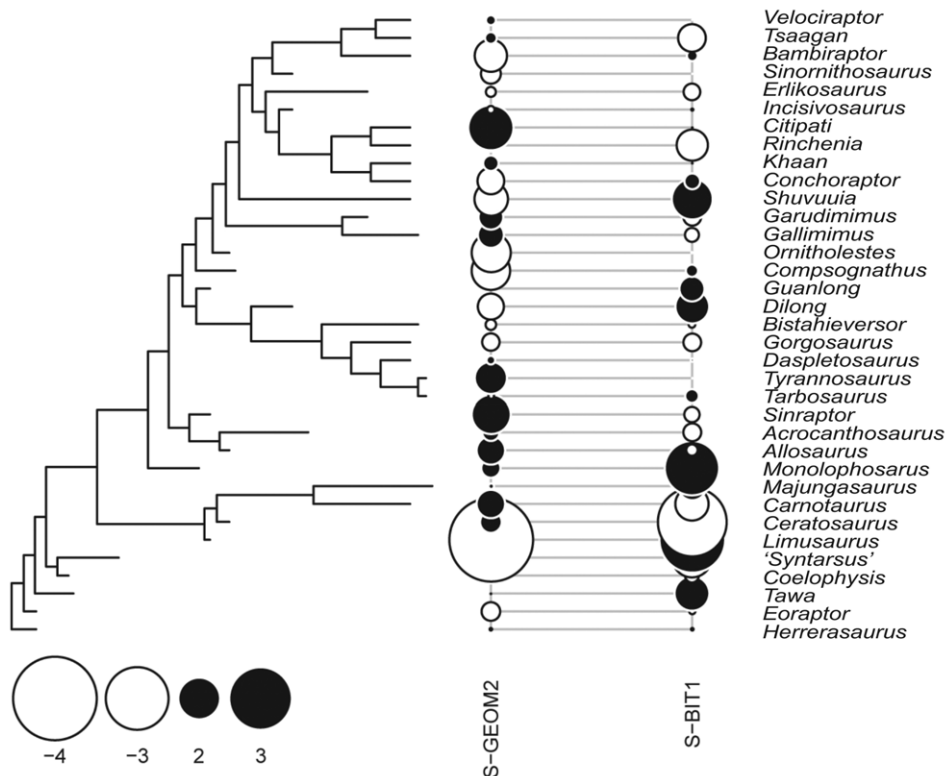 Velociraptor
Tsaagan
Bambiraptor
Sinornithosaurus
Erlikosaurus
Incisivosaurus
Citipati
Rinchenia
Khaan
Conchoraptor
Shuvuuia
Garudimimus
Gallimimus
Ornitholestes
Compsognathus
Guanlong
Dilong
Bistahieversor
Gorgosaurus
Daspletosaurus
Tyrannosaurus
Tarbosaurus
Sinraptor
Acrocanthosaurus
Allosaurus
Monolophosarus
Majungasaurus
Carnotaurus
Ceratosaurus
Limusaurus
‘Syntarsus’
Coelophysis
Tawa
Eoraptor
Herrerasaurus
−4 −3 2 3
S-GEOM2
S-BIT1